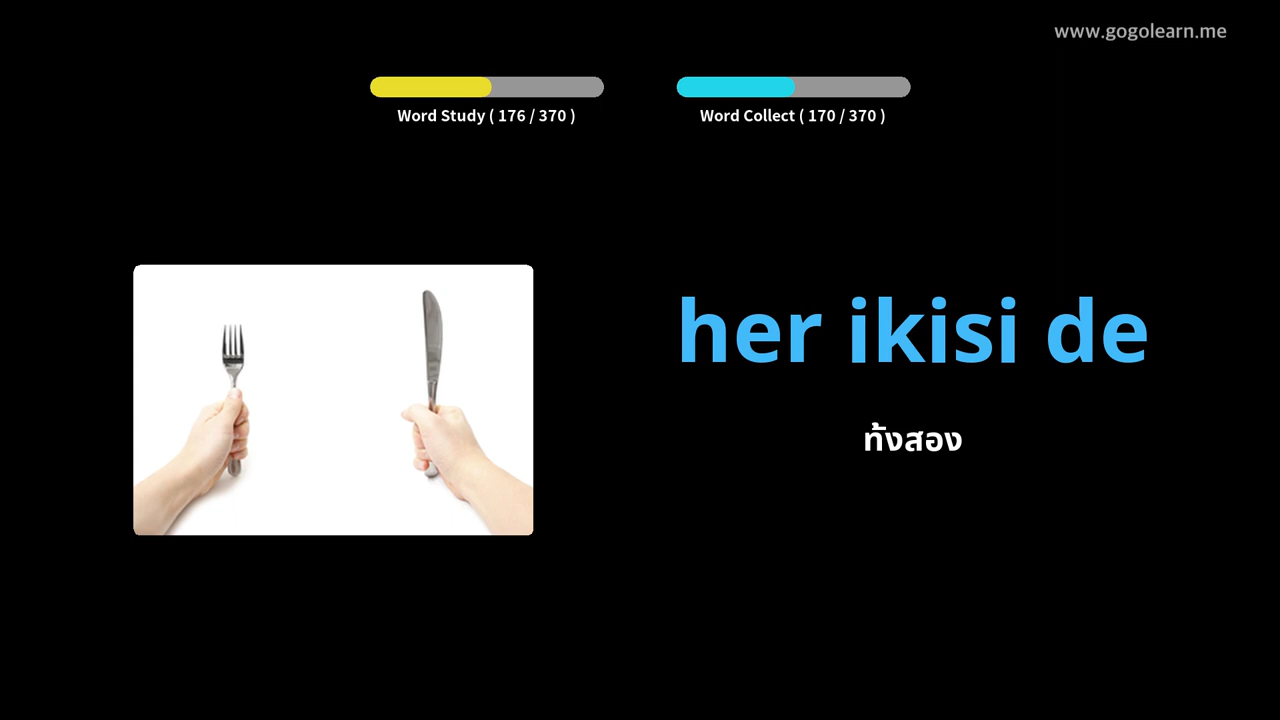 www.gogolearn.me
Word Study ( 176 / 370 )
Word Collect ( 170 / 370 )
her ikisi de
ทั้งสอง